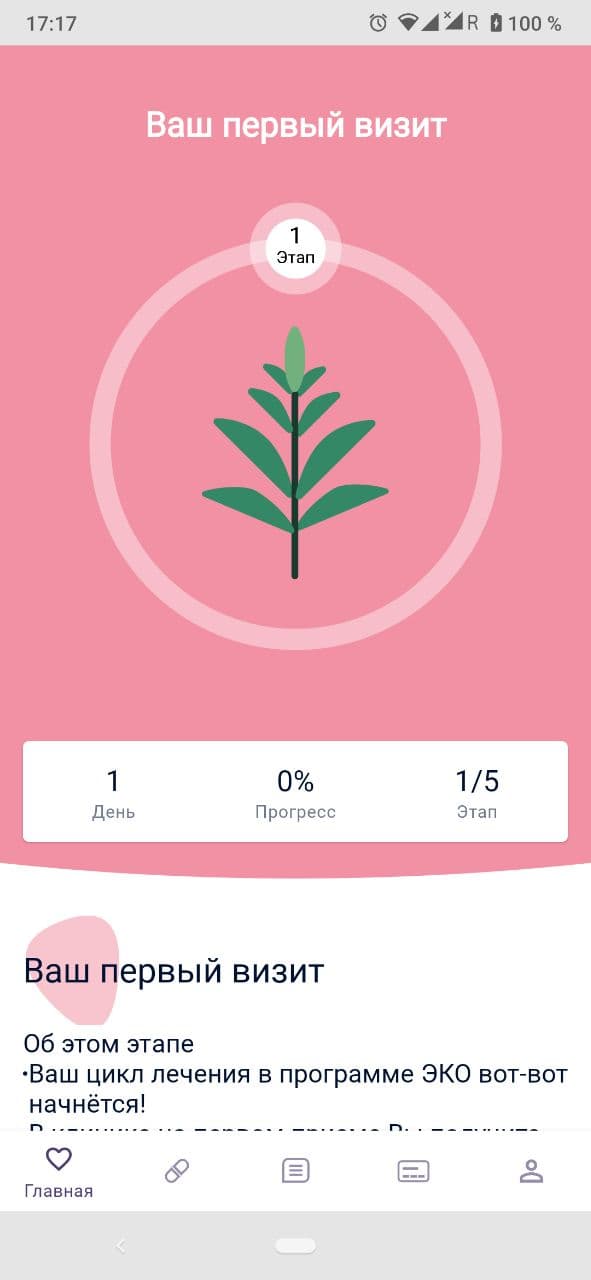 17:17
R
100 %
Ваш первый визит
1
Этап
1
День
0%
Прогресс
1/5
Этап
Ваш первый визит
Об этом этапе
·Ваш цикл лечения в программе ЭКО вот-вот
начнётся!
Главная